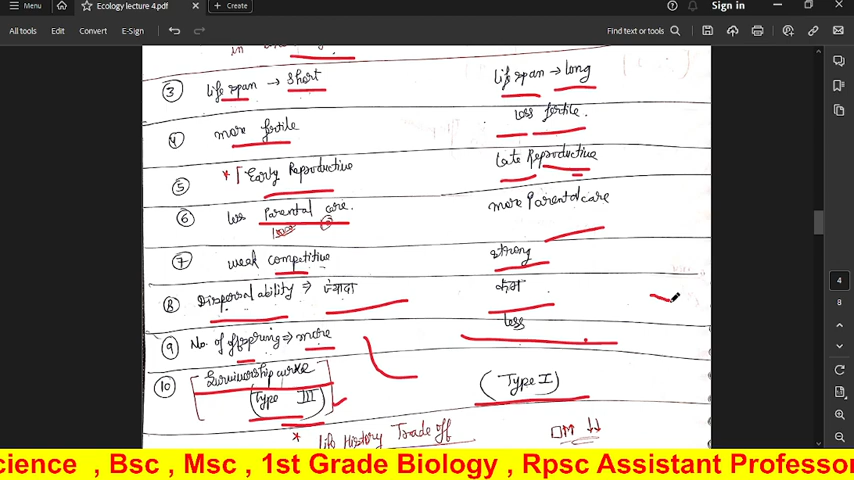 Menu
Ecology lecture 4.pdf
+ Create
Sign in
All tools Edit Convert E-Sign
Find text or tools
③ life span → short life span → long
④ more fertile less fertile.
⑤ * Early Reproductive Late Reproductive
⑥ less Parental care. more Parental care
⑦ weak competitive strong
⑧ Dispersal ability ⇒ ज्यादा कम
⑨ No. of offspring ⇒ more less
⑩ Survivorship curve
(Type III) (Type I)
* life History Trade off
4
8
cience , Bsc , Msc , 1st Grade Biology , Rpsc Assistant Professor